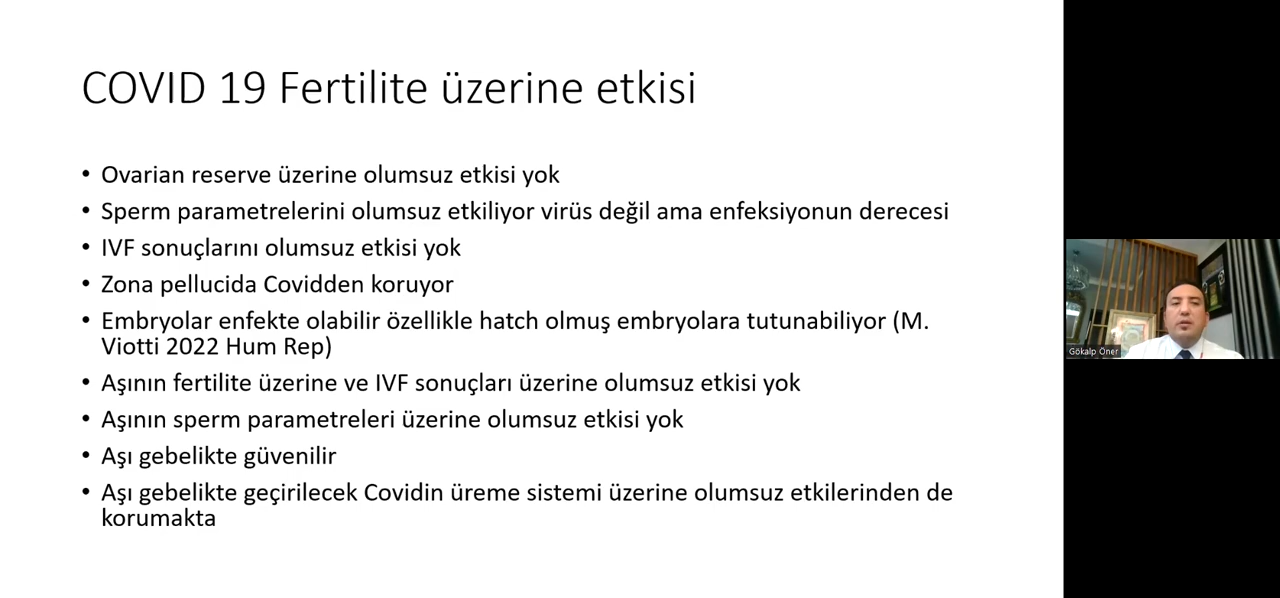 COVID 19 Fertilite üzerine etkisi
• Ovarian reserve üzerine olumsuz etkisi yok
• Sperm parametrelerini olumsuz etkiliyor virüs değil ama enfeksiyonun derecesi
• IVF sonuçlarını olumsuz etkisi yok
• Zona pellucida Covidden koruyor
• Embryolar enfekte olabilir özellikle hatch olmuş embryolara tutunabiliyor (M.
Viotti 2022 Hum Rep)
• Aşının fertilite üzerine ve IVF sonuçları üzerine olumsuz etkisi yok
• Aşının sperm parametreleri üzerine olumsuz etkisi yok
• Aşı gebelikte güvenilir
• Aşı gebelikte geçirilecek Covidin üreme sistemi üzerine olumsuz etkilerinden de
korumakta
Gökalp Öner